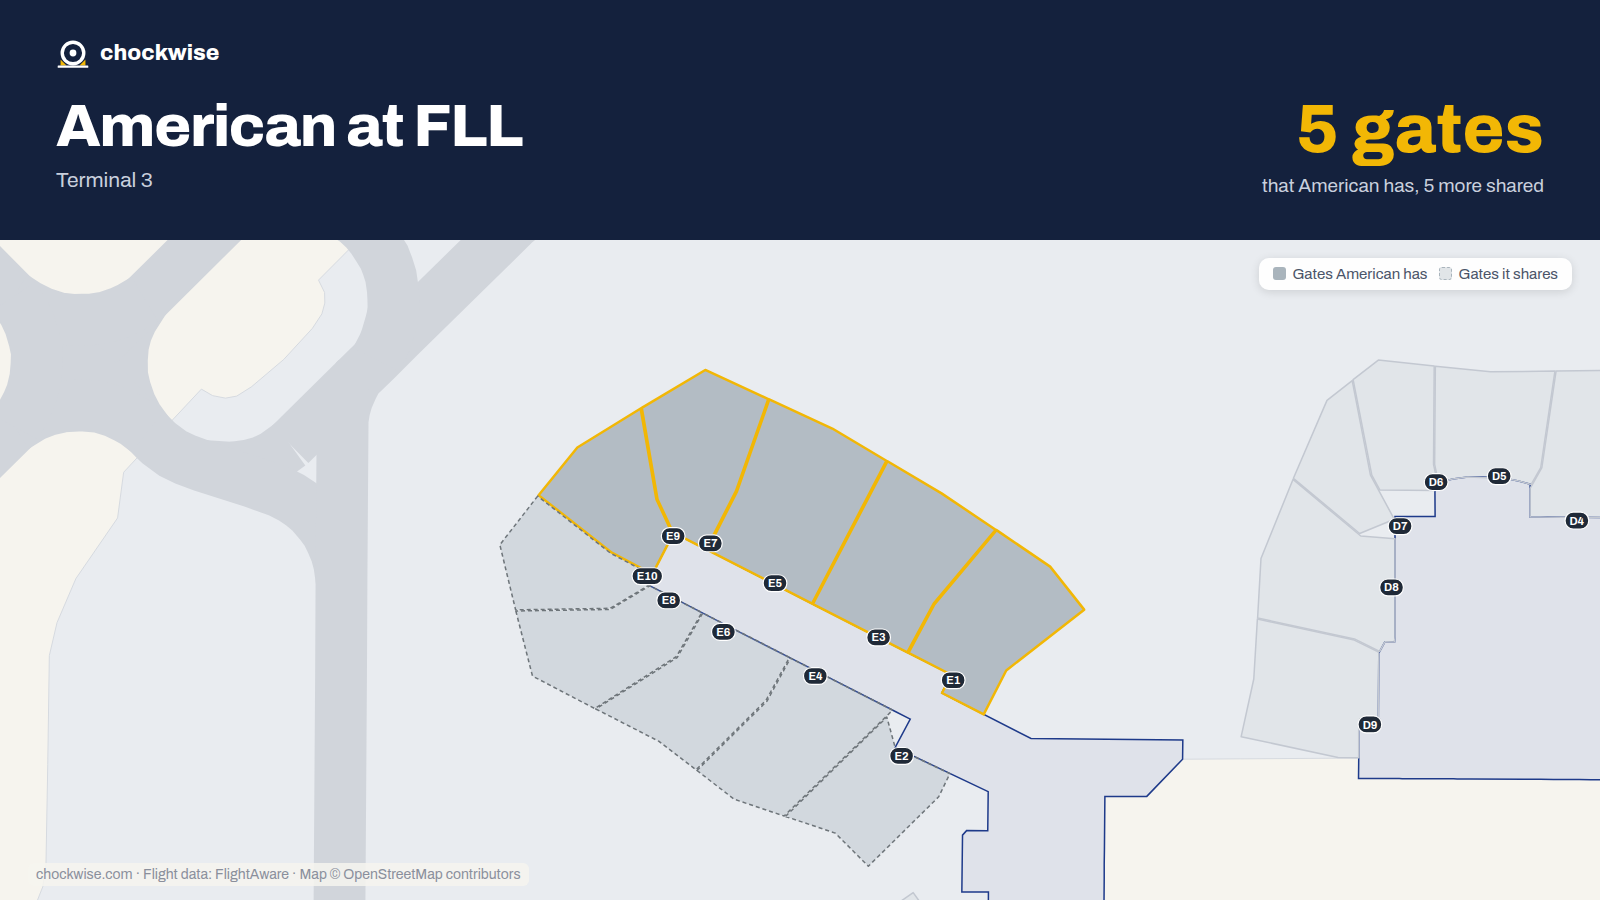 chockwise
American at FLL
Terminal 3
5 gates
that American has, 5 more shared
Gates American has
Gates it shares
E9
E7
E10
E5
E8
E6
E3
E4
E1
E2
D6
D5
D7
D4
D8
D9
chockwise.com · Flight data: FlightAware · Map © OpenStreetMap contributors